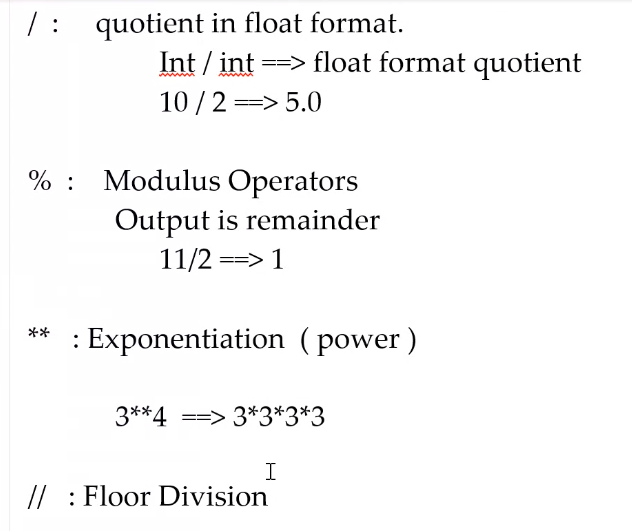 / : quotient in float format.
Int / int ==> float format quotient
10 / 2 ==> 5.0
% : Modulus Operators
Output is remainder
11/2 ==> 1
** : Exponentiation ( power )
3**4 ==> 3*3*3*3
// : Floor Division